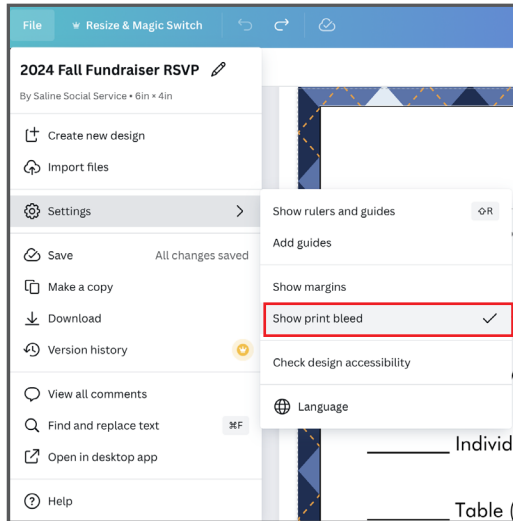 File
Resize & Magic Switch
2024 Fall Fundraiser RSVP
By Saline Social Service • 6in × 4in
Create new design
Import files
Settings
Save All changes saved
Make a copy
Download
Version history
View all comments
Find and replace text ⌘F
Open in desktop app
Help
Show rulers and guides ⇧R
Add guides
Show margins
Show print bleed
Check design accessibility
Language
_____ Individ
_____ Table (